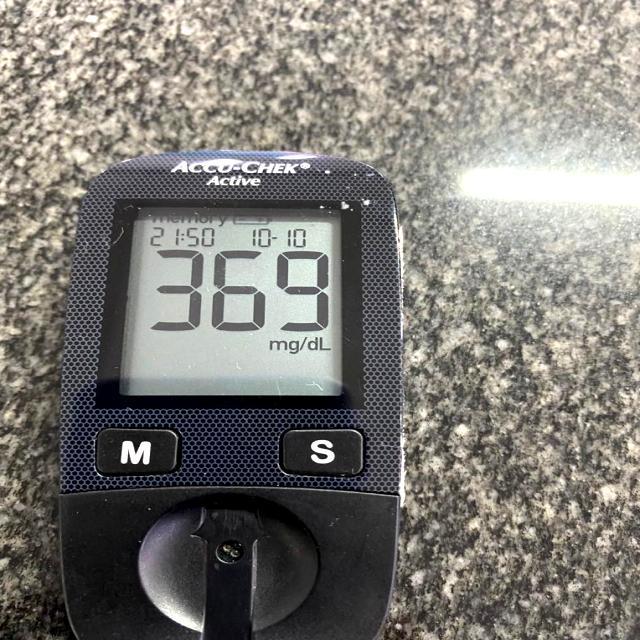 ACCU-CHEK®
Active
memory
21:50 10-10
369
mg/dL
M S